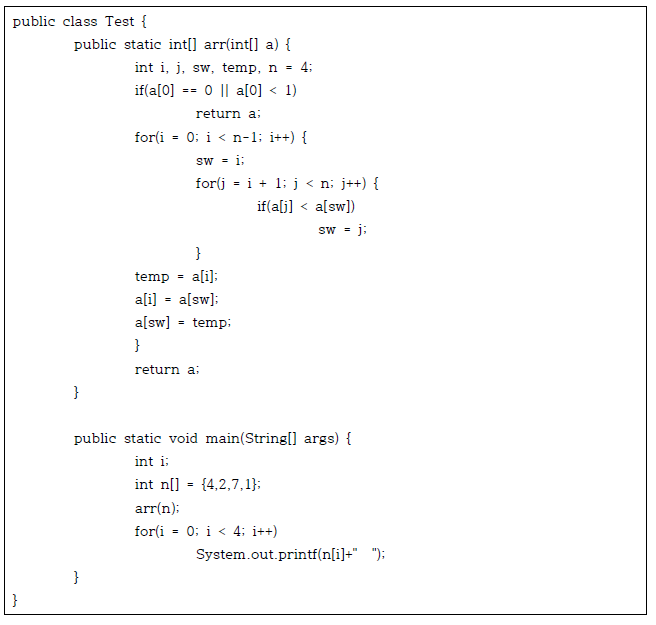 public class Test {
public static int[] arr(int[] a) {
int i, j, sw, temp, n = 4;
if(a[0] == 0 || a[0] < 1)
return a;
for(i = 0; i < n-1; i++) {
sw = i;
for(j = i + 1; j < n; j++) {
if(a[j] < a[sw])
sw = j;
}
temp = a[i];
a[i] = a[sw];
a[sw] = temp;
}
return a;
}
public static void main(String[] args) {
int i;
int n[] = {4,2,7,1};
arr(n);
for(i = 0; i < 4; i++)
System.out.printf(n[i]+"  ");
}
}